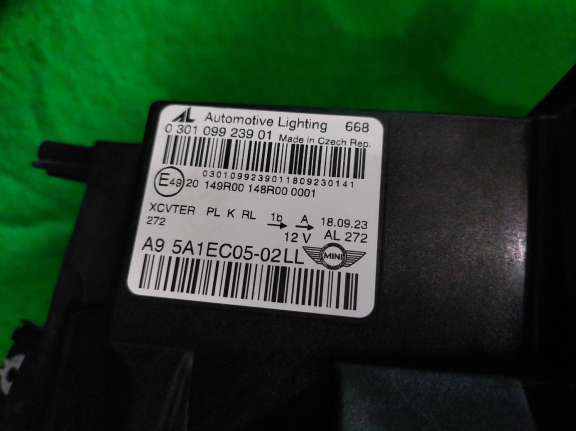 AL Automotive Lighting 668
0 301 099 239 01 Made in Czech Rep.
0301099239011809230141
E49 20 149R00 148R00 0001
XCVTER PL K RL 1b A 18.09.23
272 12 V AL 272
A9 5A1EC05-02LL MINI